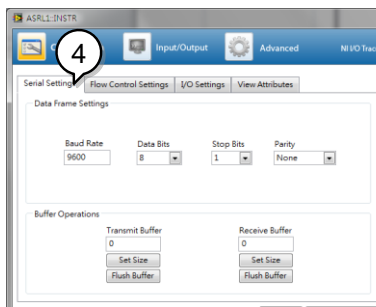 ASRL1::INSTR
4
Input/Output
Advanced
NI I/O Trac
Serial Setting
Flow Control Settings
I/O Settings
View Attributes
Data Frame Settings
Baud Rate
Data Bits
Stop Bits
Parity
9600
8
1
None
Buffer Operations
Transmit Buffer
Receive Buffer
0
0
Set Size
Set Size
Flush Buffer
Flush Buffer